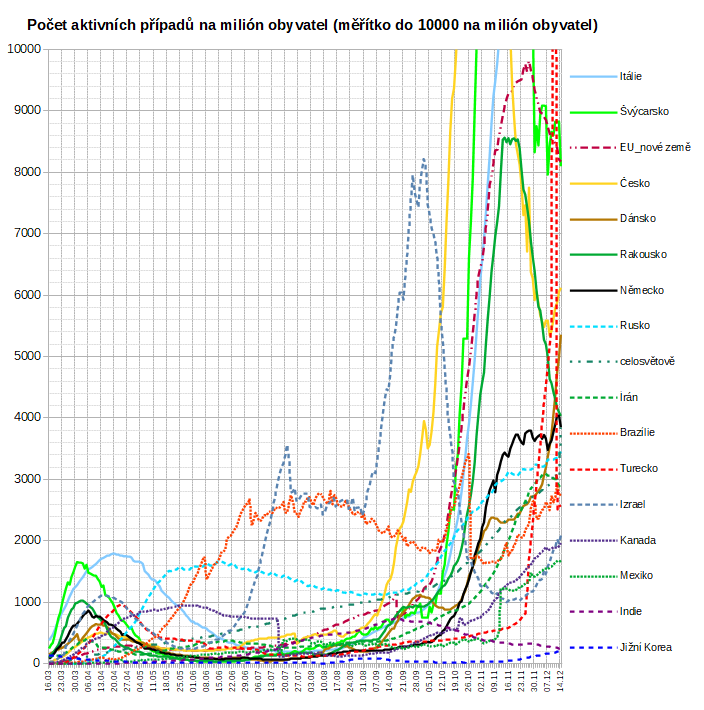 Počet aktivních případů na milión obyvatel (měřítko do 10000 na milión obyvatel)
10000
9000
8000
7000
6000
5000
4000
3000
2000
1000
0
16.03
23.03
30.03
06.04
13.04
20.04
27.04
04.05
11.05
18.05
25.05
01.06
08.06
15.06
22.06
29.06
06.07
13.07
20.07
27.07
03.08
10.08
17.08
24.08
31.08
07.09
14.09
21.09
28.09
05.10
12.10
19.10
26.10
02.11
09.11
16.11
23.11
30.11
07.12
14.12
Itálie
Švýcarsko
EU_nové země
Česko
Dánsko
Rakousko
Německo
Rusko
celosvětově
Írán
Brazílie
Turecko
Izrael
Kanada
Mexiko
Indie
Jižní Korea